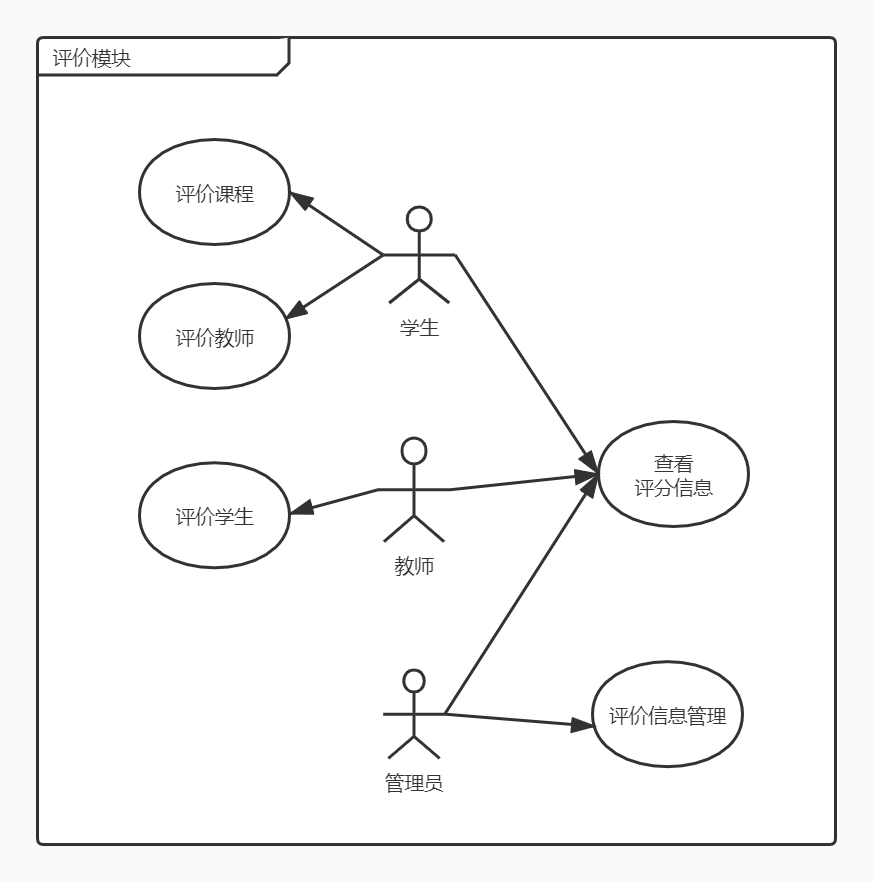 评价模块
评价课程
评价教师
学生
查看
评分信息
评价学生
教师
评价信息管理
管理员